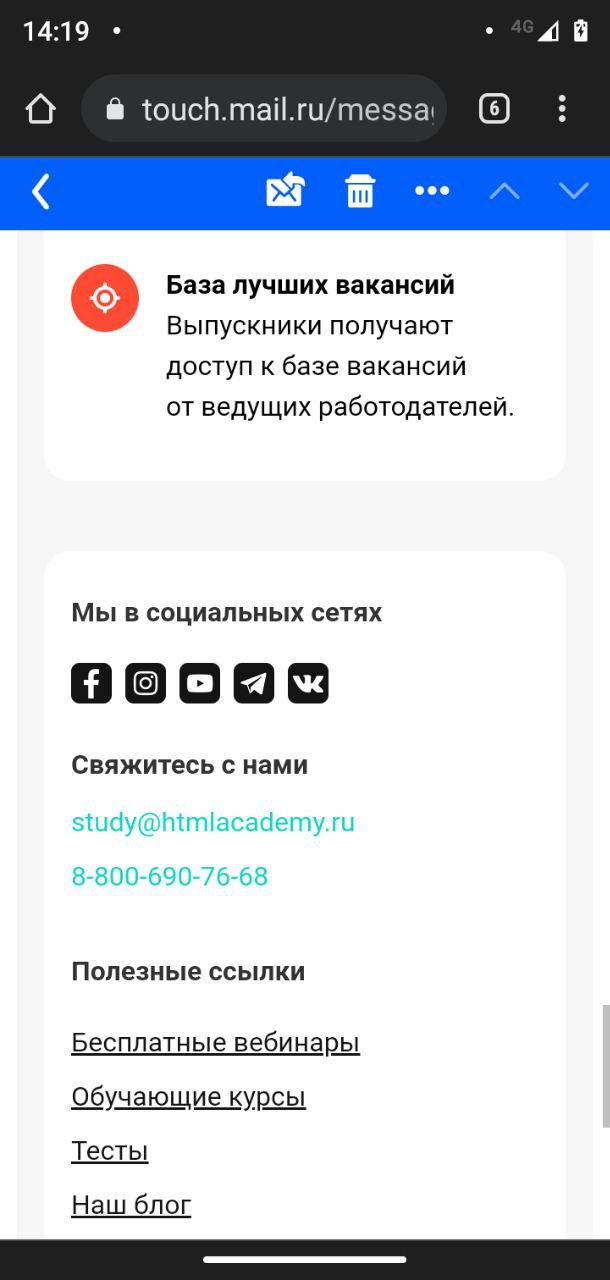 14:19
4G
touch.mail.ru/messa
6
База лучших вакансий
Выпускники получают
доступ к базе вакансий
от ведущих работодателей.
Мы в социальных сетях
Свяжитесь с нами
study@htmlacademy.ru
8-800-690-76-68
Полезные ссылки
Бесплатные вебинары
Обучающие курсы
Тесты
Наш блог